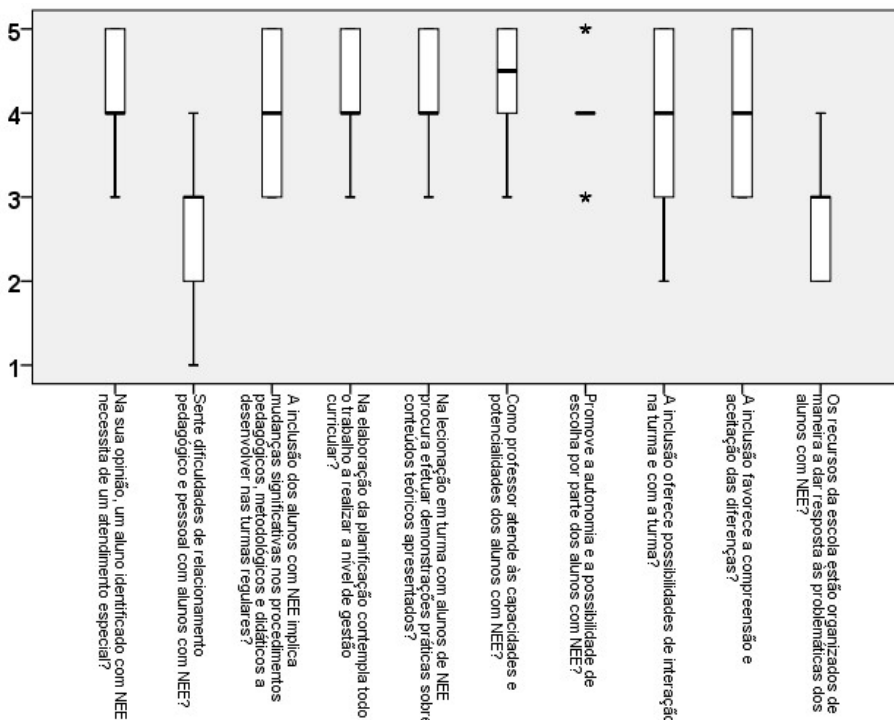 5
4
3
2
1
Na sua opinião, um aluno identificado com NEE
necessita de um atendimento especial?
Sente dificuldades de relacionamento
pedagógico e pessoal com alunos com NEE?
A inclusão dos alunos com NEE implica
mudanças significativas nos procedimentos
pedagógicos, metodológicos e didáticos a
desenvolver nas turmas regulares?
Na elaboração da planificação contempla todo
o trabalho a realizar a nível de gestão
curricular?
Na lecionação em turma com alunos de NEE
procura efetuar demonstrações práticas sobre
conteúdos teóricos apresentados?
Como professor atende às capacidades e
potencialidades dos alunos com NEE?
Promove a autonomia e a possibilidade de
escolha por parte dos alunos com NEE?
A inclusão oferece possibilidades de interação
na turma e com a turma?
A inclusão favorece a compreensão e
aceitação das diferenças?
Os recursos da escola estão organizados de
maneira a dar resposta às problemáticas dos
alunos com NEE?